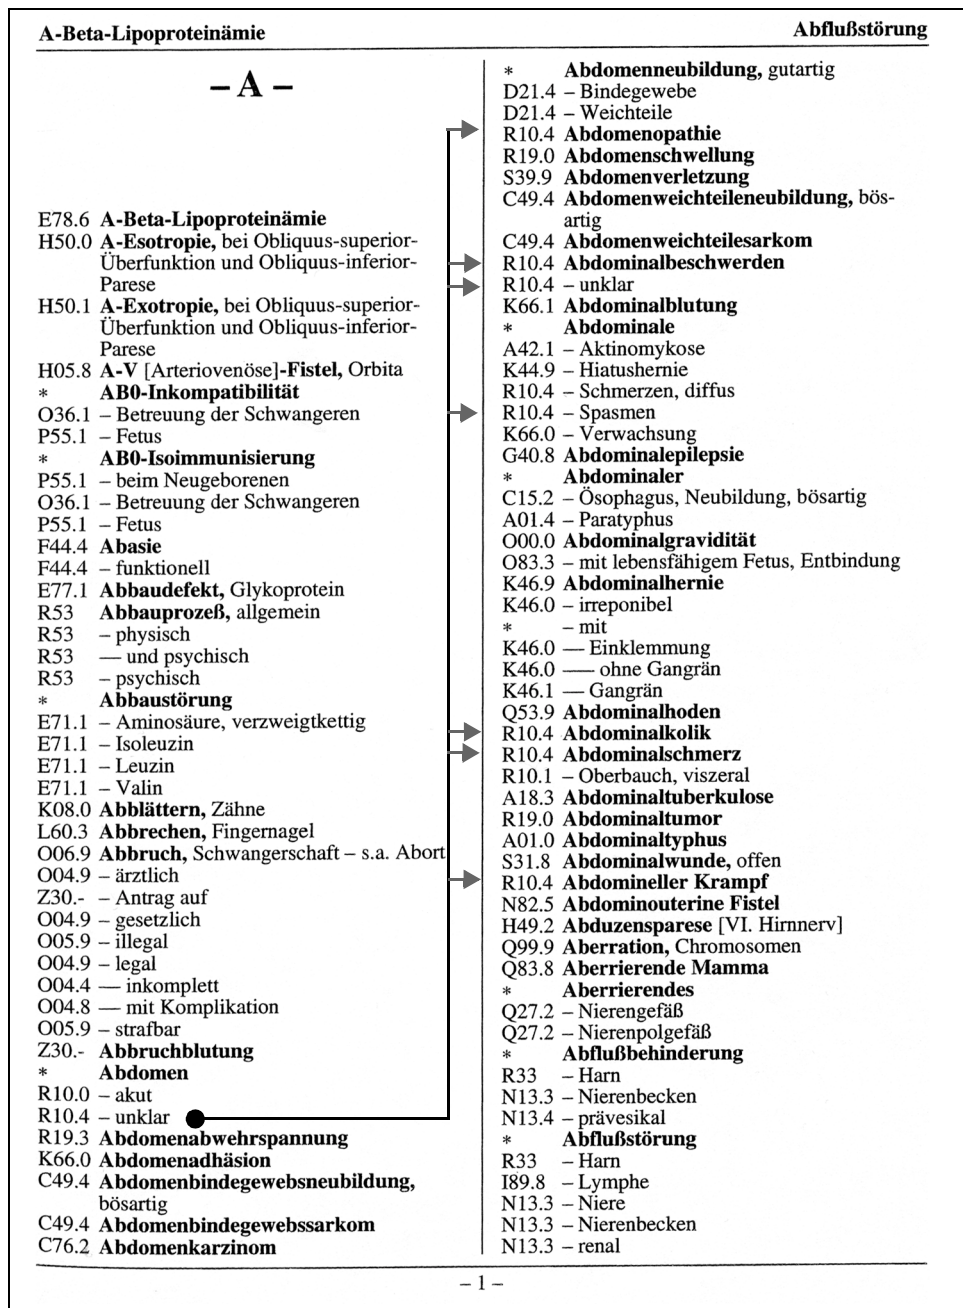 A-Beta-Lipoproteinämie
Abflußstörung
– A –
E78.6 A-Beta-Lipoproteinämie
H50.0 A-Esotropie, bei Obliquus-superior-
Überfunktion und Obliquus-inferior-
Parese
H50.1 A-Exotropie, bei Obliquus-superior-
Überfunktion und Obliquus-inferior-
Parese
H05.8 A-V [Arteriovenöse]-Fistel, Orbita
* AB0-Inkompatibilität
O36.1 – Betreuung der Schwangeren
P55.1 – Fetus
* AB0-Isoimmunisierung
P55.1 – beim Neugeborenen
O36.1 – Betreuung der Schwangeren
P55.1 – Fetus
F44.4 Abasie
F44.4 – funktionell
E77.1 Abbaudefekt, Glykoprotein
R53 Abbauprozeß, allgemein
R53 – physisch
R53 –– und psychisch
R53 – psychisch
* Abbaustörung
E71.1 – Aminosäure, verzweigtkettig
E71.1 – Isoleuzin
E71.1 – Leuzin
E71.1 – Valin
K08.0 Abblättern, Zähne
L60.3 Abbrechen, Fingernagel
O06.9 Abbruch, Schwangerschaft – s.a. Abort
O04.9 – ärztlich
Z30.- – Antrag auf
O04.9 – gesetzlich
O05.9 – illegal
O04.9 – legal
O04.4 –– inkomplett
O04.8 –– mit Komplikation
O05.9 – strafbar
Z30.- Abbruchblutung
* Abdomen
R10.0 – akut
R10.4 – unklar
R19.3 Abdomenabwehrspannung
K66.0 Abdomenadhäsion
C49.4 Abdomenbindegewebsneubildung,
bösartig
C49.4 Abdomenbindegewebssarkom
C76.2 Abdomenkarzinom
* Abdomenneubildung, gutartig
D21.4 – Bindegewebe
D21.4 – Weichteile
R10.4 Abdomenopathie
R19.0 Abdomenschwellung
S39.9 Abdomenverletzung
C49.4 Abdomenweichteileneubildung, bös-
artig
C49.4 Abdomenweichteilesarkom
R10.4 Abdominalbeschwerden
R10.4 – unklar
K66.1 Abdominalblutung
* Abdominale
A42.1 – Aktinomykose
K44.9 – Hiatushernie
R10.4 – Schmerzen, diffus
R10.4 – Spasmen
K66.0 – Verwachsung
G40.8 Abdominalepilepsie
* Abdominaler
C15.2 – Ösophagus, Neubildung, bösartig
A01.4 – Paratyphus
O00.0 Abdominalgravidität
O83.3 – mit lebensfähigem Fetus, Entbindung
K46.9 Abdominalhernie
K46.0 – irreponibel
* – mit
K46.0 –– Einklemmung
K46.0 ––– ohne Gangrän
K46.1 –– Gangrän
Q53.9 Abdominalhoden
R10.4 Abdominalkolik
R10.4 Abdominalschmerz
R10.1 – Oberbauch, viszeral
A18.3 Abdominaltuberkulose
R19.0 Abdominaltumor
A01.0 Abdominaltyphus
S31.8 Abdominalwunde, offen
R10.4 Abdomineller Krampf
N82.5 Abdominouterine Fistel
H49.2 Abduzensparese [VI. Hirnnerv]
Q99.9 Aberration, Chromosomen
Q83.8 Aberrierende Mamma
* Aberrierendes
Q27.2 – Nierengefäß
Q27.2 – Nierenpolgefäß
* Abflußbehinderung
R33 – Harn
N13.3 – Nierenbecken
N13.4 – prävesikal
* Abflußstörung
R33 – Harn
I89.8 – Lymphe
N13.3 – Niere
N13.3 – Nierenbecken
N13.3 – renal
– 1 –